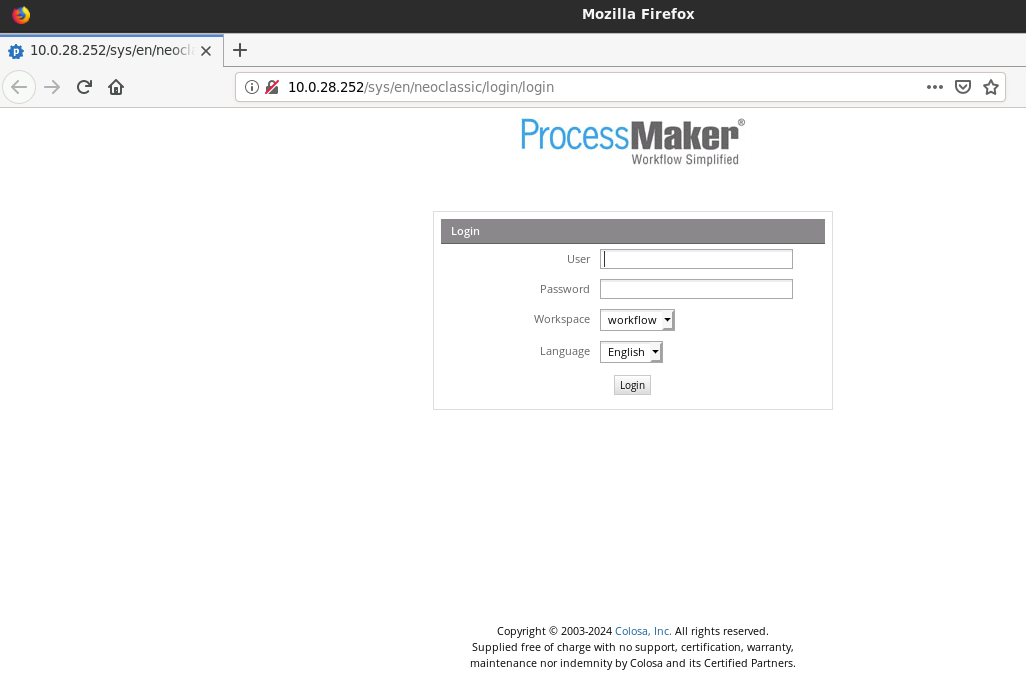 Mozilla Firefox
10.0.28.252/sys/en/neocl
10.0.28.252/sys/en/neoclassic/login/login
ProcessMaker®
Workflow Simplified
Login
User
Password
Workspace workflow
Language English
Login
Copyright © 2003-2024 Colosa, Inc. All rights reserved.
Supplied free of charge with no support, certification, warranty,
maintenance nor indemnity by Colosa and its Certified Partners.